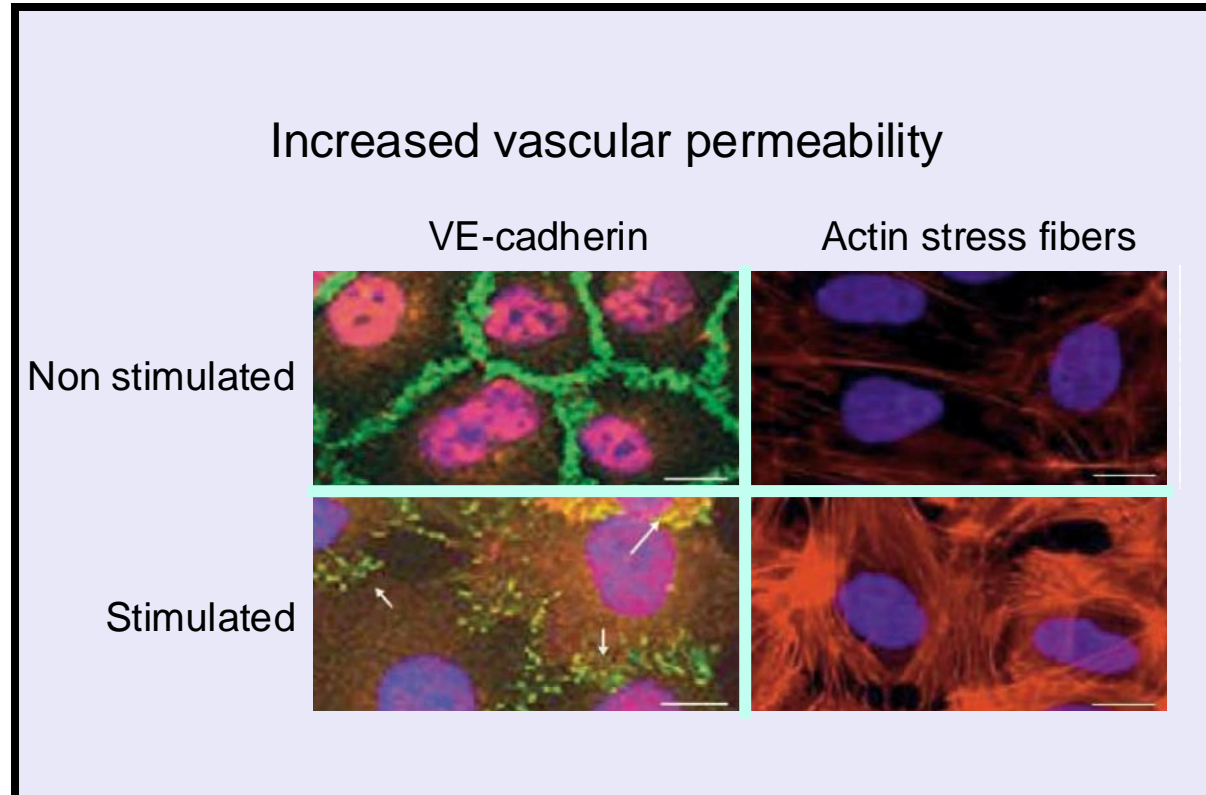 Increased vascular permeability
VE-cadherin
Actin stress fibers
Non stimulated
Stimulated